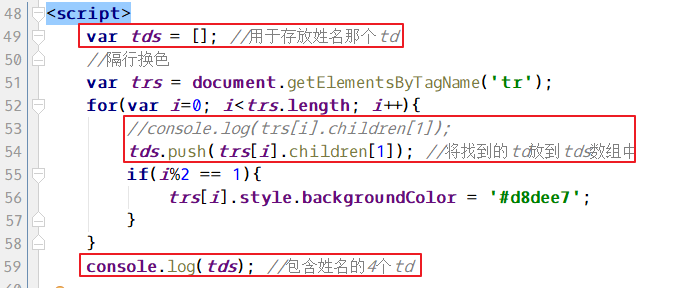 48 <script>
49 var tds = []; //用于存放姓名那个td
50 //隔行换色
51 var trs = document.getElementsByTagName('tr');
52 for(var i=0; i<trs.length; i++){
53 //console.log(trs[i].children[1]);
54 tds.push(trs[i].children[1]); //将找到的td放到tds数组中
55 if(i%2 == 1){
56 trs[i].style.backgroundColor = '#d8dee7';
57 }
58 }
59 console.log(tds); //包含姓名的4个td